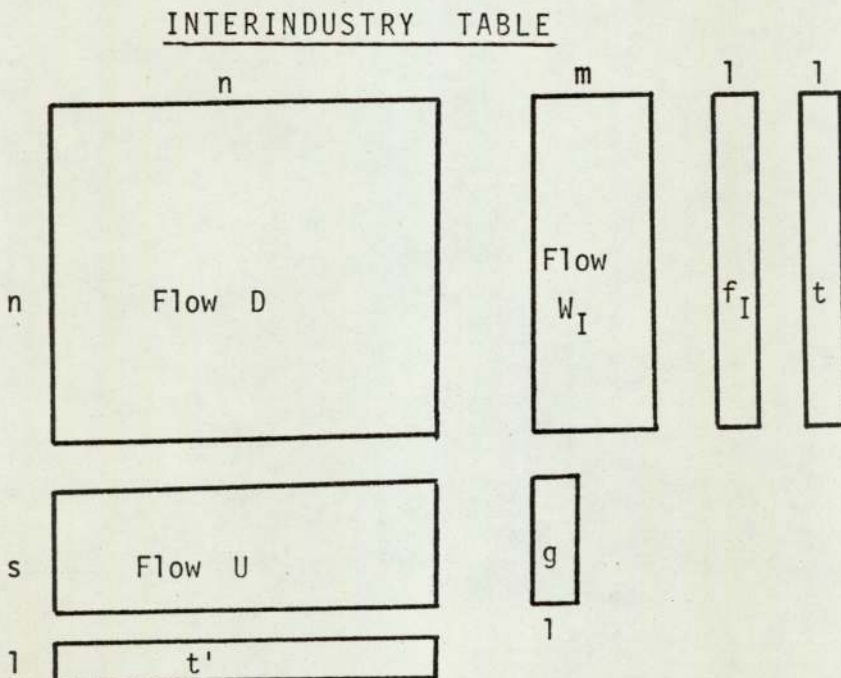 INTERINDUSTRY TABLE
n m 1 1
n Flow D Flow W_I f_I t
s Flow U g
1
1 t'